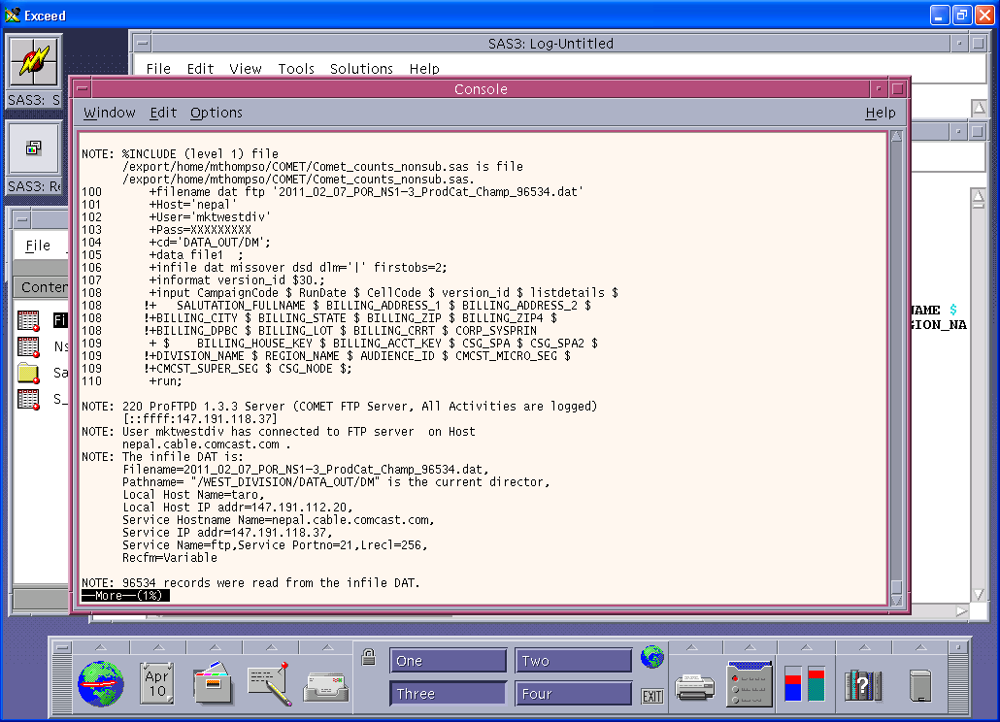 Exceed
SAS3: Log-Untitled
File Edit View Tools Solutions Help
SAS3: S
SAS3: Re
File
Conten
Fi
Ns
Sa
S_
Console
Window Edit Options Help
NOTE: %INCLUDE (level 1) file
/export/home/mthompso/COMET/Comet_counts_nonsub.sas is file
/export/home/mthompso/COMET/Comet_counts_nonsub.sas.
100 +filename dat ftp '2011_02_07_POR_NS1-3_ProdCat_Champ_96534.dat'
101 +Host='nepal'
102 +User='mktwestdiv'
103 +Pass=XXXXXXXXX
104 +cd='DATA_OUT/DM';
105 +data file1 ;
106 +infile dat missover dsd dlm='|' firstobs=2;
107 +informat version_id $30.;
108 +input CampaignCode $ RunDate $ CellCode $ version_id $ listdetails $
108 !+ SALUTATION_FULLNAME $ BILLING_ADDRESS_1 $ BILLING_ADDRESS_2 $
108 !+BILLING_CITY $ BILLING_STATE $ BILLING_ZIP $ BILLING_ZIP4 $
108 !+BILLING_DPBC $ BILLING_LOT $ BILLING_CRRT $ CORP_SYSPRIN
109 + $ BILLING_HOUSE_KEY $ BILLING_ACCT_KEY $ CSG_SPA $ CSG_SPA2 $
109 !+DIVISION_NAME $ REGION_NAME $ AUDIENCE_ID $ CMCST_MICRO_SEG $
109 !+CMCST_SUPER_SEG $ CSG_NODE $;
110 +run;
NOTE: 220 ProFTPD 1.3.3 Server (COMET FTP Server, All Activities are logged)
[::ffff:147.191.118.37]
NOTE: User mktwestdiv has connected to FTP server on Host
nepal.cable.comcast.com .
NOTE: The infile DAT is:
Filename=2011_02_07_POR_NS1-3_ProdCat_Champ_96534.dat,
Pathname= "/WEST_DIVISION/DATA_OUT/DM" is the current director,
Local Host Name=taro,
Local Host IP addr=147.191.112.20,
Service Hostname Name=nepal.cable.comcast.com,
Service IP addr=147.191.118.37,
Service Name=ftp,Service Portno=21,Lrecl=256,
Recfm=Variable
NOTE: 96534 records were read from the infile DAT.
--More--(1%)
NAME $
GION_NA
Apr
10
One
Two
Three
Four
EXIT
?